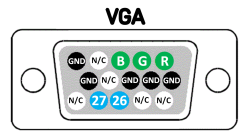 VGA
GND N/C B G R
GND N/C GND GND GND
N/C 27 26 N/C N/C